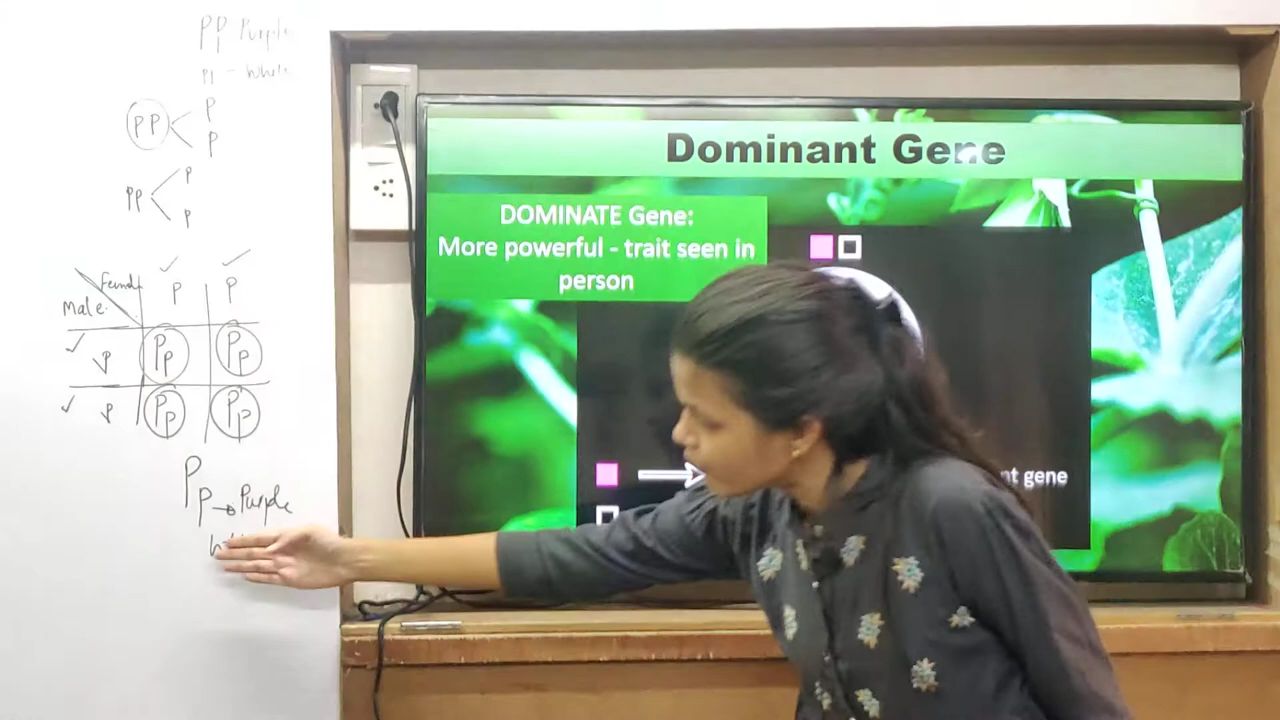 PP Purple
pp - White
PP
P
P
pp
p
p
Female
Male
P
P
p
Pp
Pp
p
Pp
Pp
Pp → Purple
Dominant Gene
DOMINATE Gene:
More powerful - trait seen in
person
nt gene